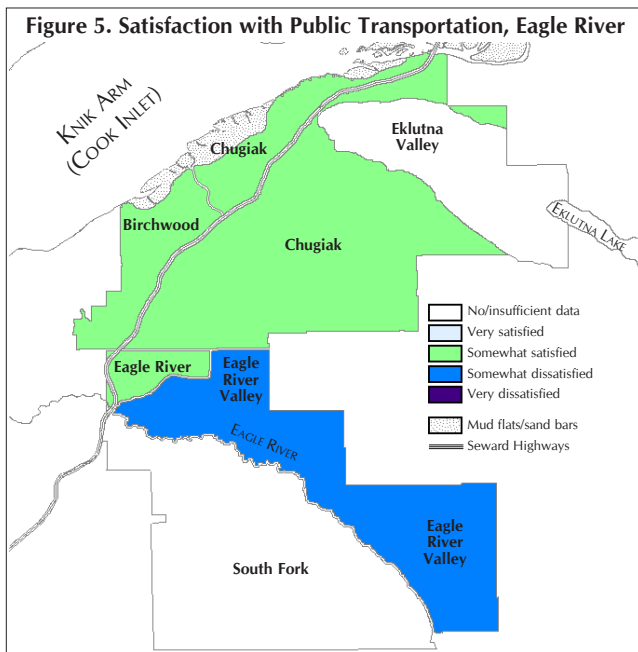 Figure 5. Satisfaction with Public Transportation, Eagle River
KNIK ARM
(COOK INLET)
Chugiak
Eklutna
Valley
EKLUTNA LAKE
Birchwood
Chugiak
No/insufficient data
Very satisfied
Somewhat satisfied
Somewhat dissatisfied
Very dissatisfied
Mud flats/sand bars
Seward Highways
Eagle River
Eagle
River
Valley
EAGLE RIVER
Eagle
River
Valley
South Fork